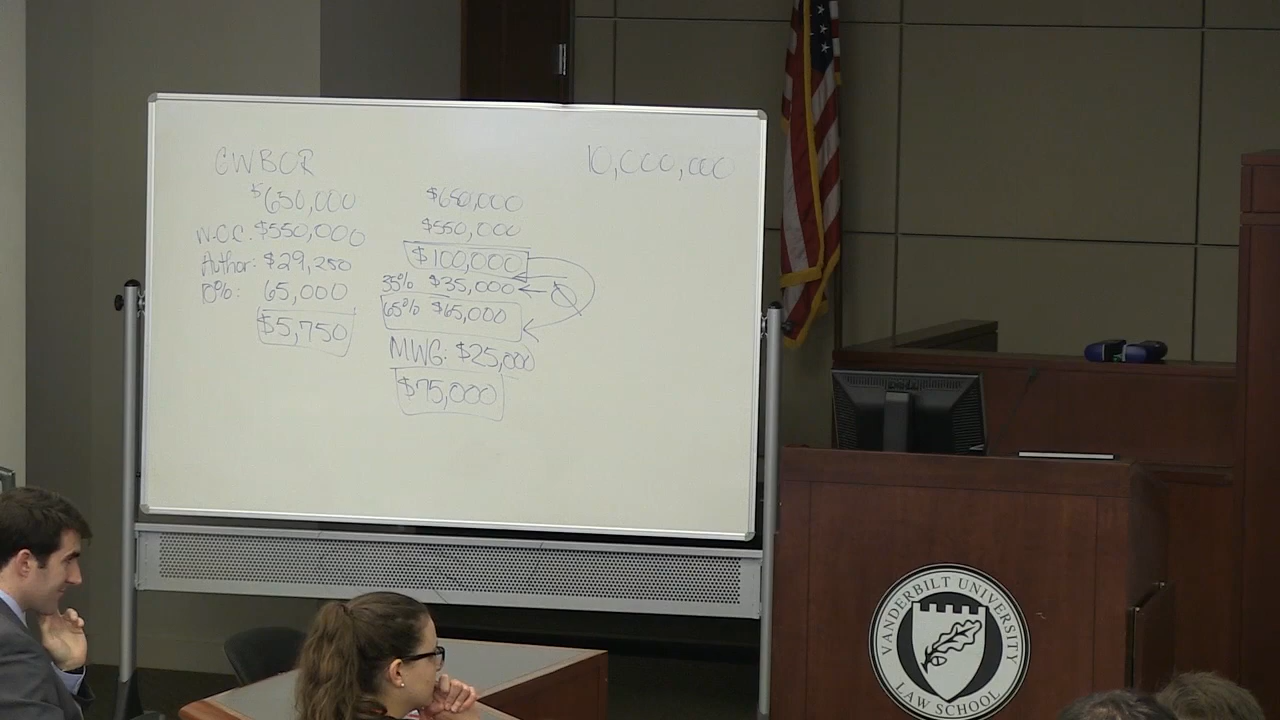 GWBCR
$650,000
N.C.C. $550,000
Author: $29,250
10%: 65,000
$5,750
$650,000
$550,000
$100,000
35% $35,000
65% $65,000
MWG: $25,000
$75,000
10,000,000
VANDERBILT UNIVERSITY
LAW SCHOOL